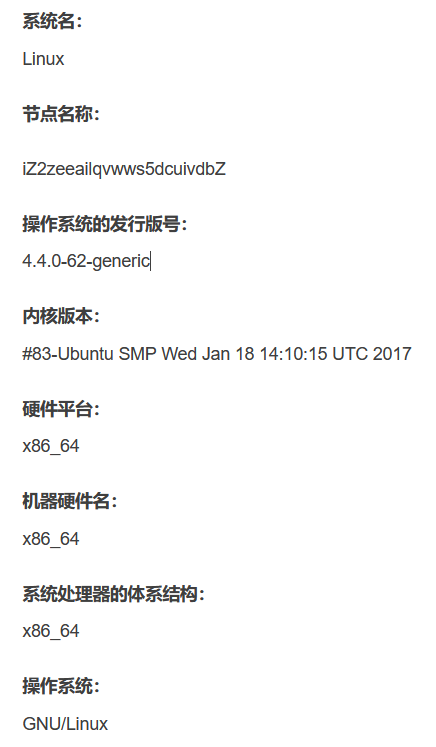 系统名：
Linux
节点名称：
iZ2zeeailqvwws5dcuivdbZ
操作系统的发行版号：
4.4.0-62-generic
内核版本：
#83-Ubuntu SMP Wed Jan 18 14:10:15 UTC 2017
硬件平台：
x86_64
机器硬件名：
x86_64
系统处理器的体系结构：
x86_64
操作系统：
GNU/Linux